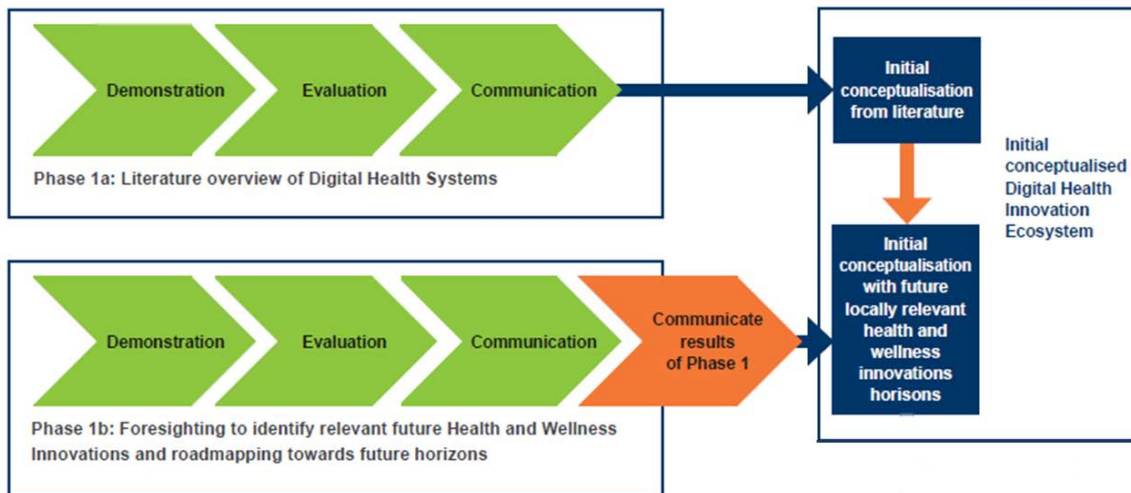 Demonstration
Evaluation
Communication
Phase 1a: Literature overview of Digital Health Systems
Initial
conceptualisation
from literature
Initial
conceptualised
Digital Health
Innovation
Ecosystem
Demonstration
Evaluation
Communication
Communicate
results
of Phase 1
Phase 1b: Foresighting to identify relevant future Health and Wellness
Innovations and roadmapping towards future horizons
Initial
conceptualisation
with future
locally relevant
health and
wellness
innovations
horisons